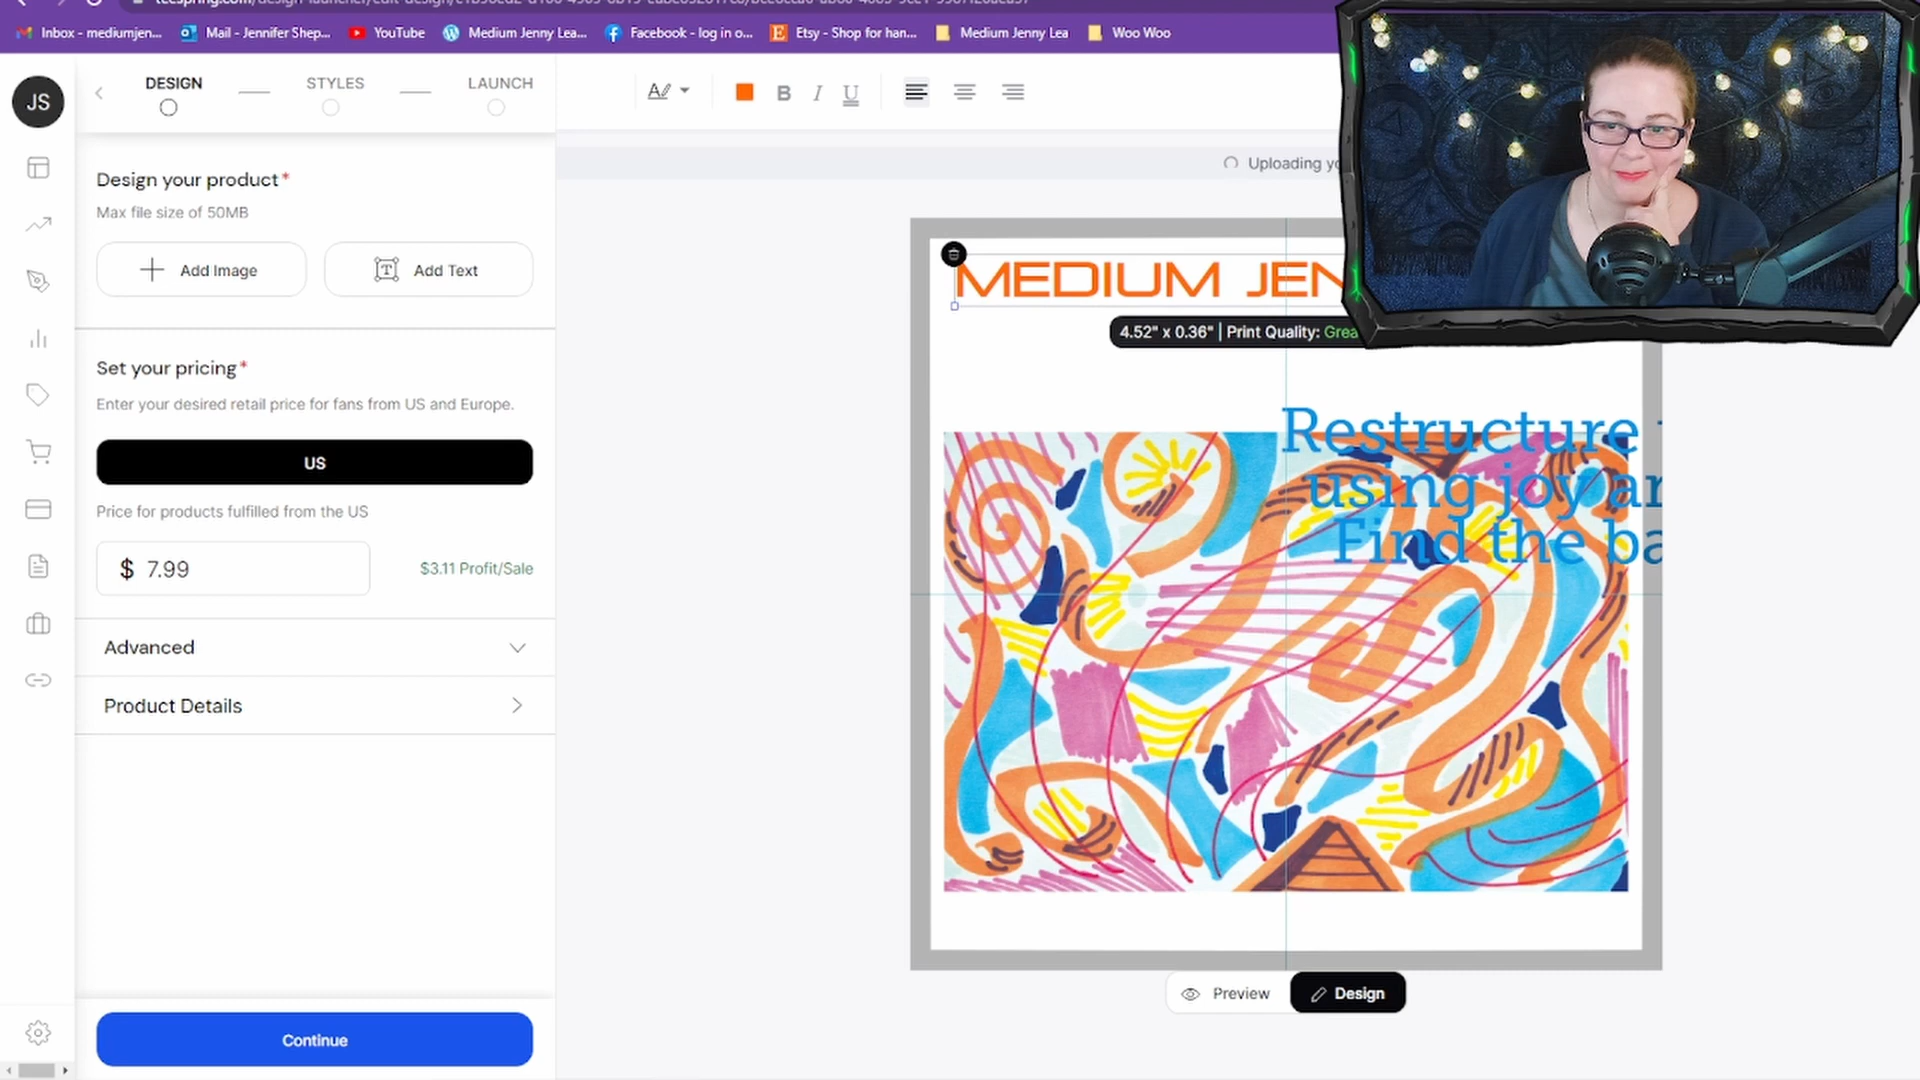 Inbox - mediumjen...
Mail - Jennifer Shep...
YouTube
Medium Jenny Lea...
Facebook - log in o...
Etsy - Shop for han...
Medium Jenny Lea
Woo Woo
JS
DESIGN
STYLES
LAUNCH
B I U
Uploading yo
Design your product*
Max file size of 50MB
Add Image
Add Text
Set your pricing*
Enter your desired retail price for fans from US and Europe.
US
Price for products fulfilled from the US
$ 7.99
$3.11 Profit/Sale
Advanced
Product Details
Continue
MEDIUM JEN
4.52" x 0.36" | Print Quality: Grea
Restructure
using joy an
Find the ba
Preview
Design